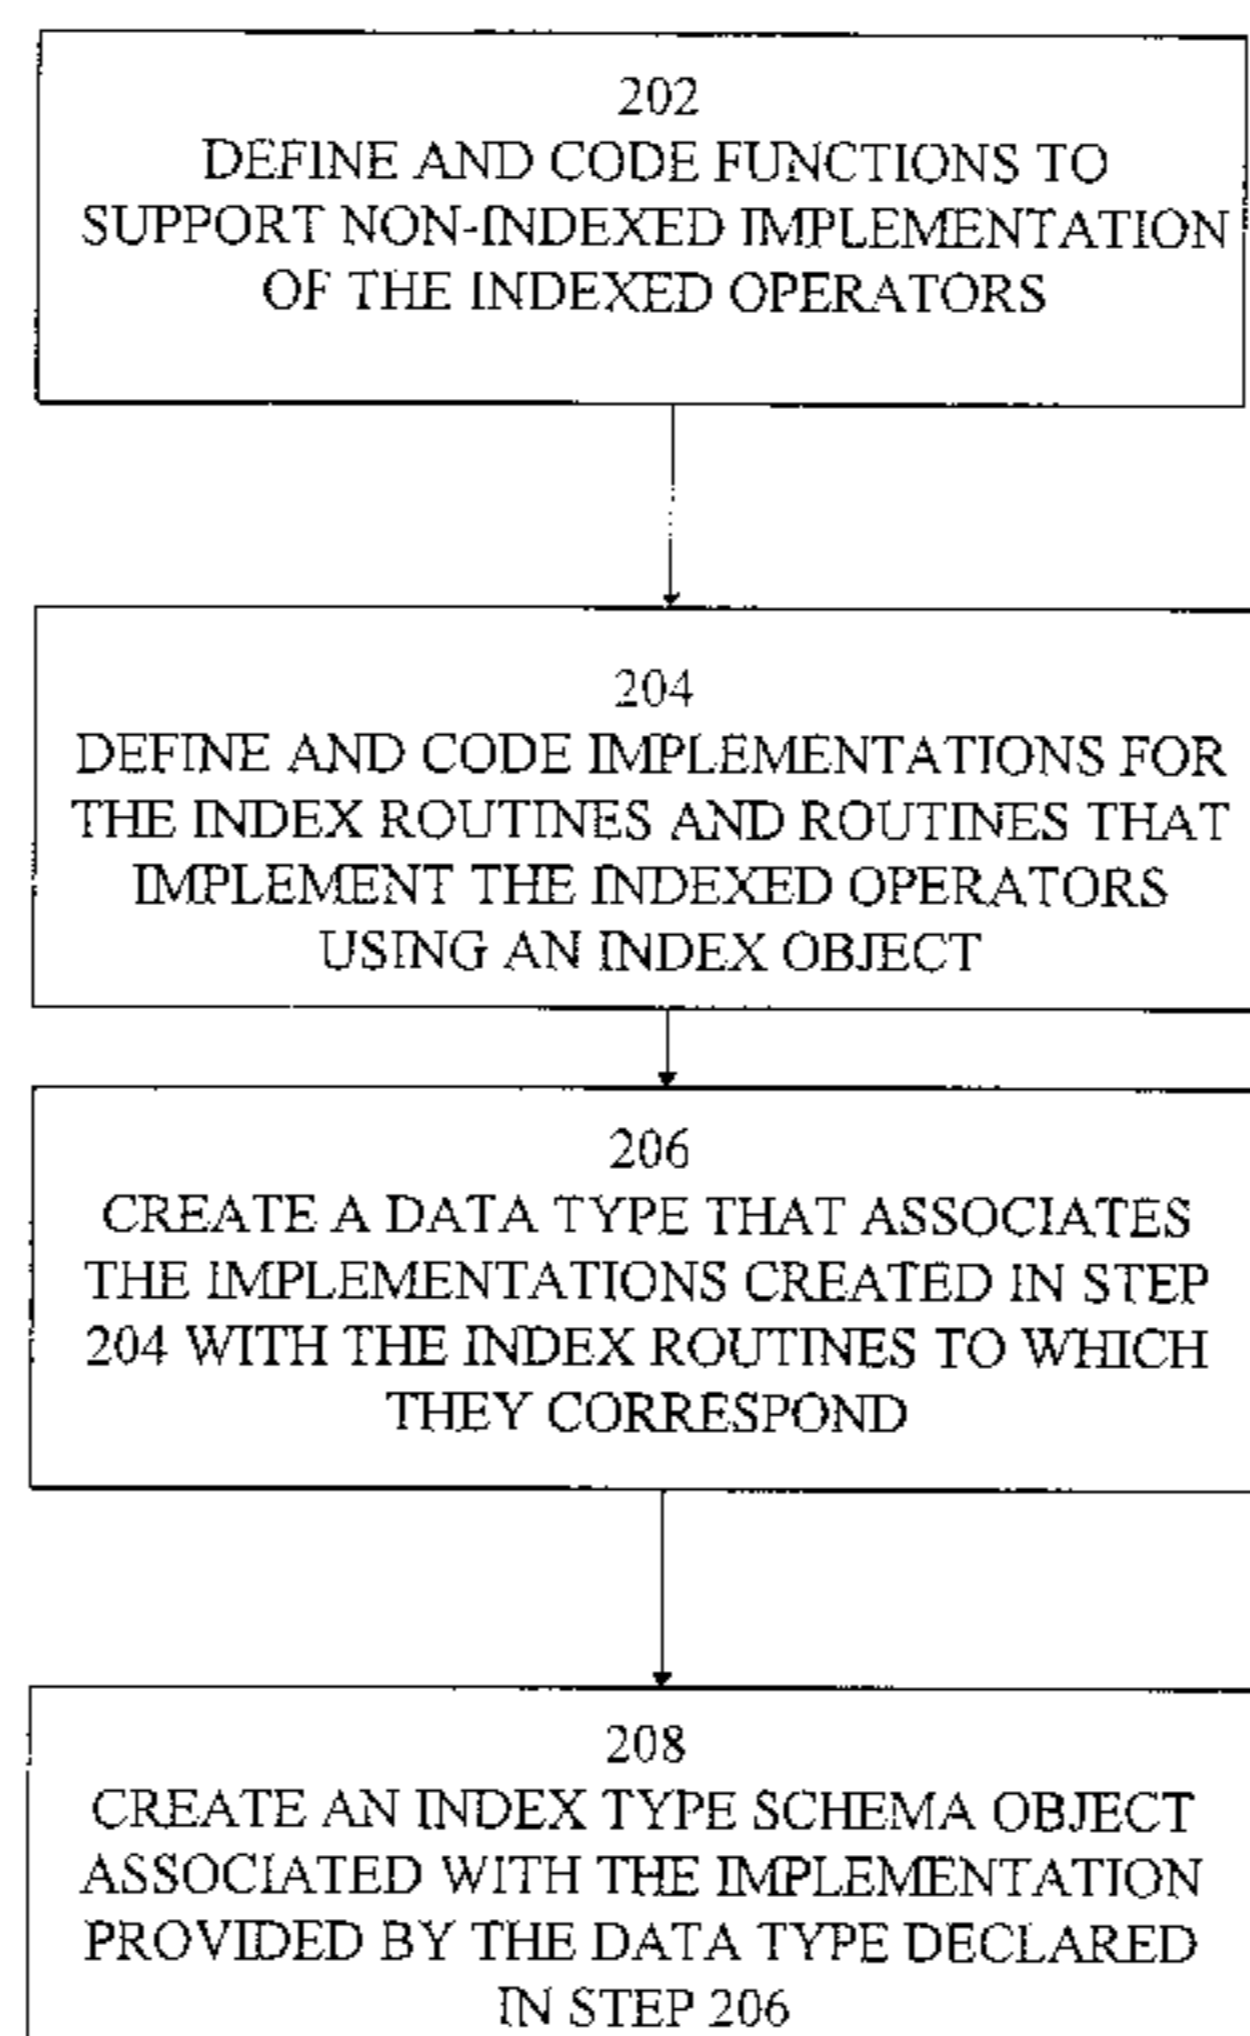 202
DEFINE AND CODE FUNCTIONS TO
SUPPORT NON-INDEXED IMPLEMENTATION
OF THE INDEXED OPERATORS
204
DEFINE AND CODE IMPLEMENTATIONS FOR
THE INDEX ROUTINES AND ROUTINES THAT
IMPLEMENT THE INDEXED OPERATORS
USING AN INDEX OBJECT
206
CREATE A DATA TYPE THAT ASSOCIATES
THE IMPLEMENTATIONS CREATED IN STEP
204 WITH THE INDEX ROUTINES TO WHICH
THEY CORRESPOND
208
CREATE AN INDEX TYPE SCHEMA OBJECT
ASSOCIATED WITH THE IMPLEMENTATION
PROVIDED BY THE DATA TYPE DECLARED
IN STEP 206